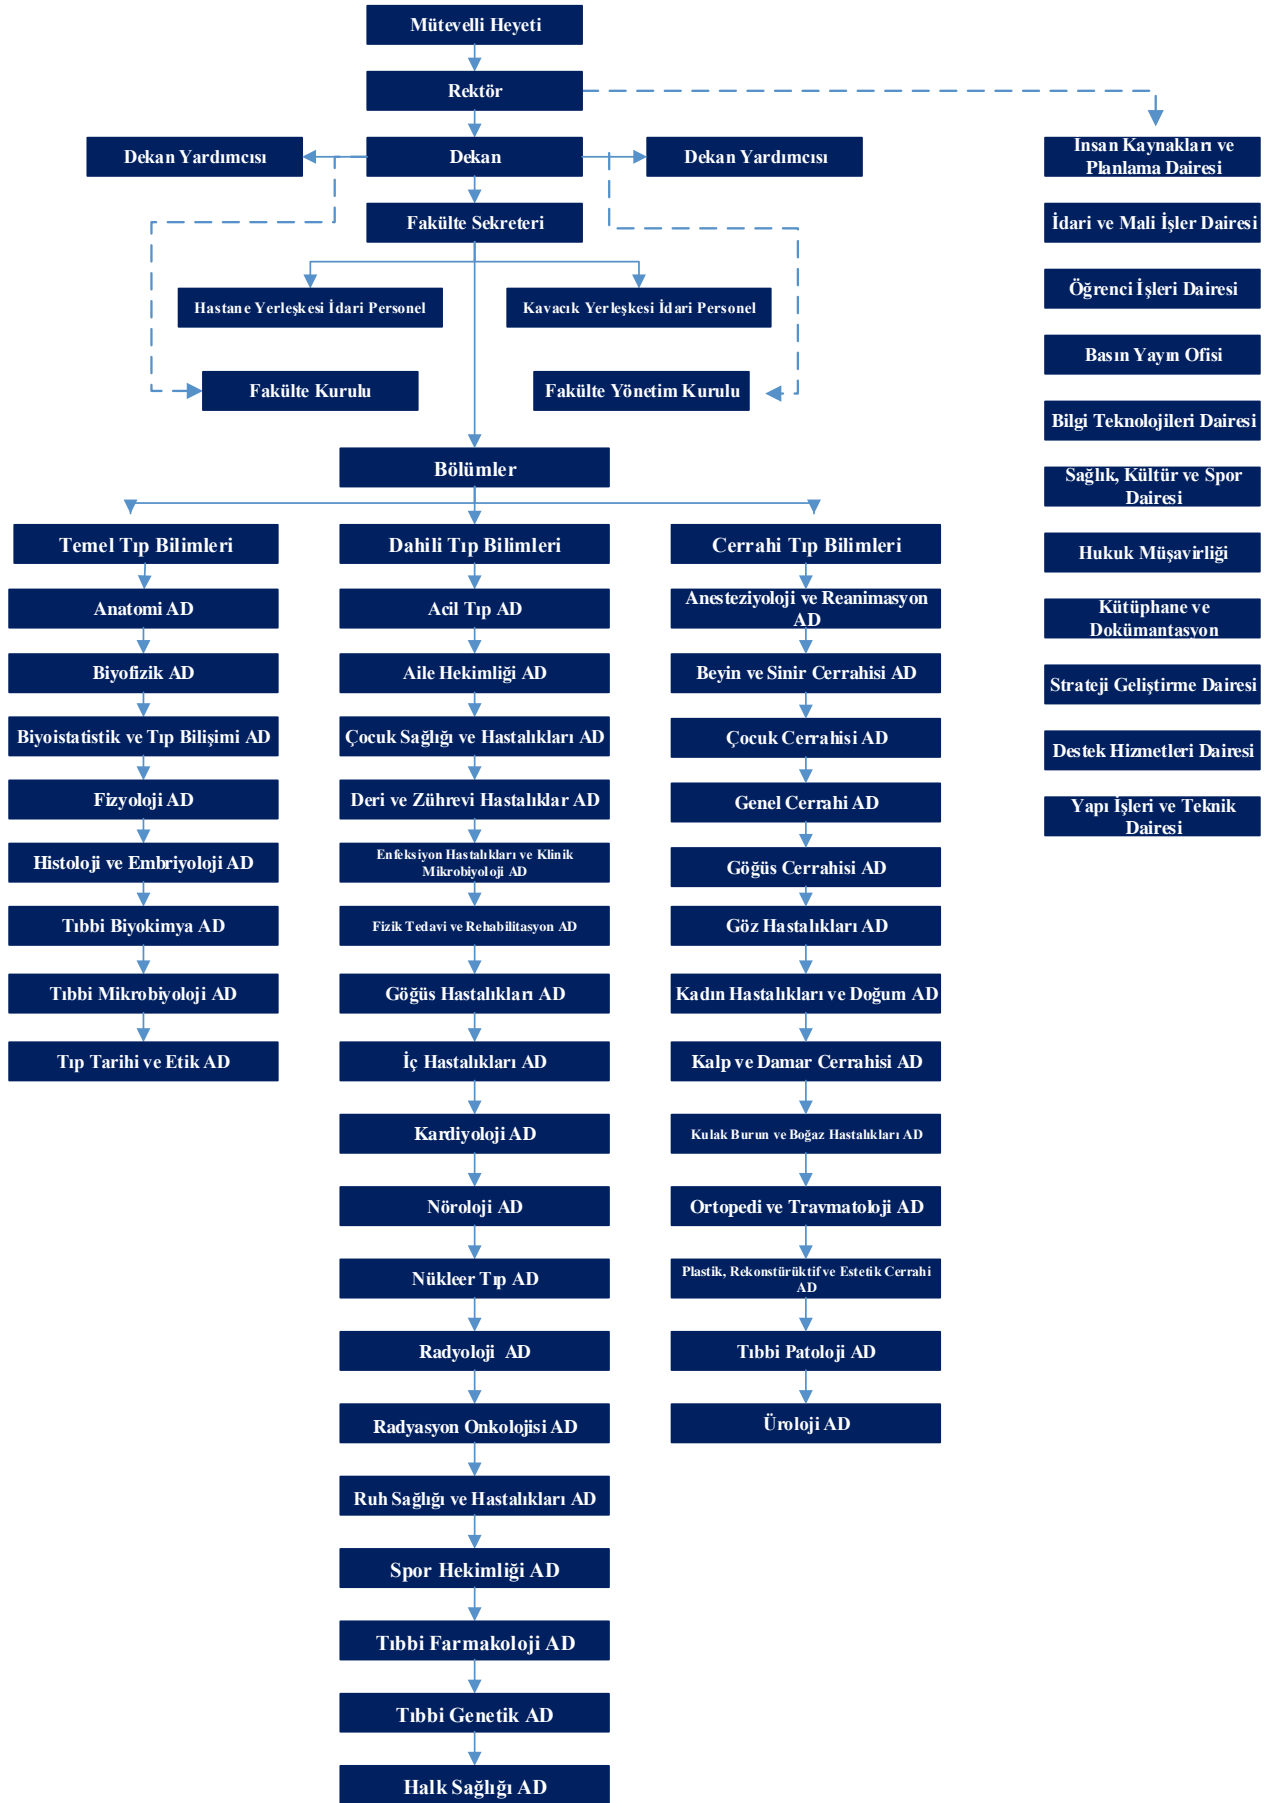 Mütevelli Heyeti
Rektör
Dekan Yardımcısı
Dekan
Dekan Yardımcısı
Fakülte Sekreteri
Hastane Yerleşkesi İdari Personel
Kavacık Yerleşkesi İdari Personel
Fakülte Kurulu
Fakülte Yönetim Kurulu
Bölümler
Temel Tıp Bilimleri
Anatomi AD
Biyofizik AD
Biyoistatistik ve Tıp Bilişimi AD
Fizyoloji AD
Histoloji ve Embriyoloji AD
Tıbbi Biyokimya AD
Tıbbi Mikrobiyoloji AD
Tıp Tarihi ve Etik AD
Dahili Tıp Bilimleri
Acil Tıp AD
Aile Hekimliği AD
Çocuk Sağlığı ve Hastalıkları AD
Deri ve Zührevi Hastalıklar AD
Enfeksiyon Hastalıkları ve Klinik
Mikrobiyoloji AD
Fizik Tedavi ve Rehabilitasyon AD
Göğüs Hastalıkları AD
İç Hastalıkları AD
Kardiyoloji AD
Nöroloji AD
Nükleer Tıp AD
Radyoloji AD
Radyasyon Onkolojisi AD
Ruh Sağlığı ve Hastalıkları AD
Spor Hekimliği AD
Tıbbi Farmakoloji AD
Tıbbi Genetik AD
Halk Sağlığı AD
Cerrahi Tıp Bilimleri
Anesteziyoloji ve Reanimasyon
AD
Beyin ve Sinir Cerrahisi AD
Çocuk Cerrahisi AD
Genel Cerrahi AD
Göğüs Cerrahisi AD
Göz Hastalıkları AD
Kadın Hastalıkları ve Doğum AD
Kalp ve Damar Cerrahisi AD
Kulak Burun ve Boğaz Hastalıkları AD
Ortopedi ve Travmatoloji AD
Plastik, Rekonstürüktif ve Estetik Cerrahi
AD
Tıbbi Patoloji AD
Üroloji AD
İnsan Kaynakları ve
Planlama Dairesi
İdari ve Mali İşler Dairesi
Öğrenci İşleri Dairesi
Basın Yayın Ofisi
Bilgi Teknolojileri Dairesi
Sağlık, Kültür ve Spor
Dairesi
Hukuk Müşavirliği
Kütüphane ve
Dokümantasyon
Strateji Geliştirme Dairesi
Destek Hizmetleri Dairesi
Yapı İşleri ve Teknik
Dairesi